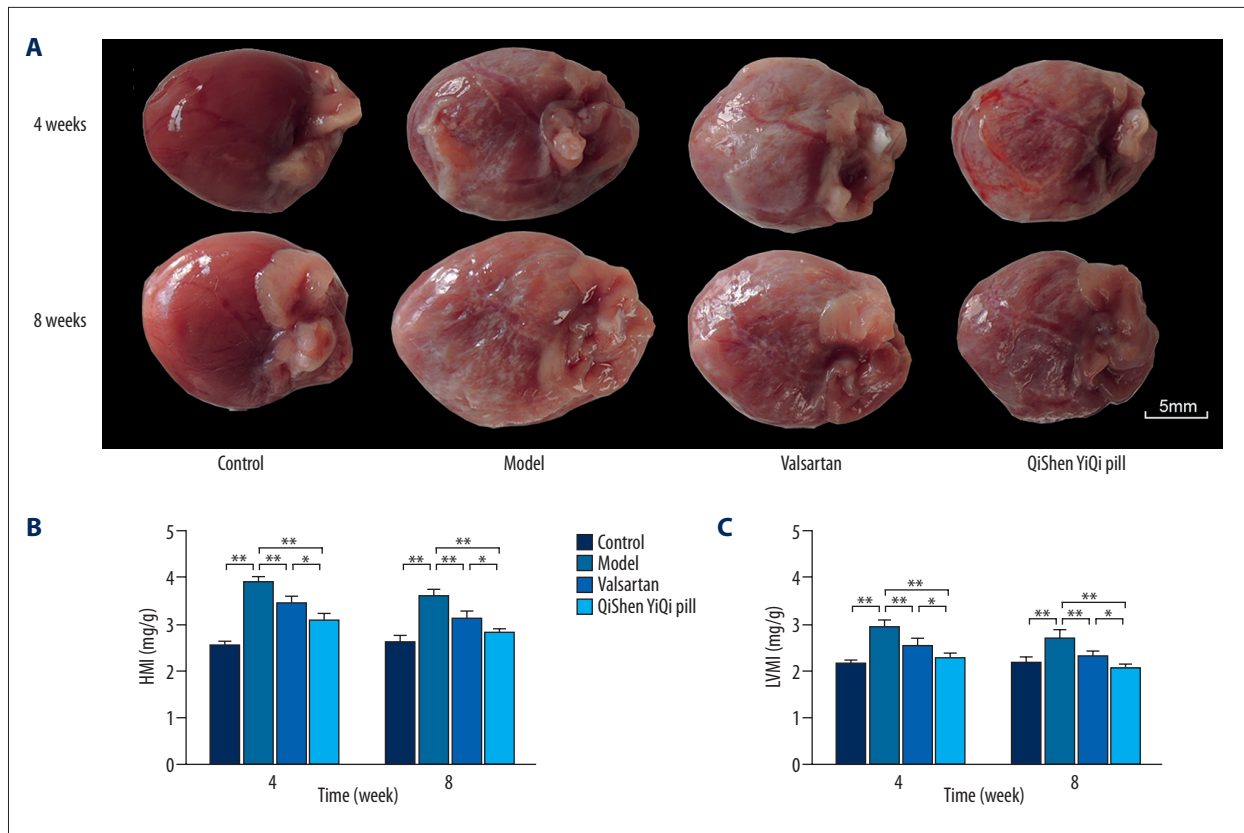 A
4 weeks
8 weeks
5mm
Control Model Valsartan QiShen YiQi pill
B
HMI (mg/g)
5
4
3
2
1
0
** ** ** *
** ** ** *
4 8
Time (week)
Control
Model
Valsartan
QiShen YiQi pill
C
LVMI (mg/g)
5
4
3
2
1
0
** ** ** *
** ** ** *
4 8
Time (week)